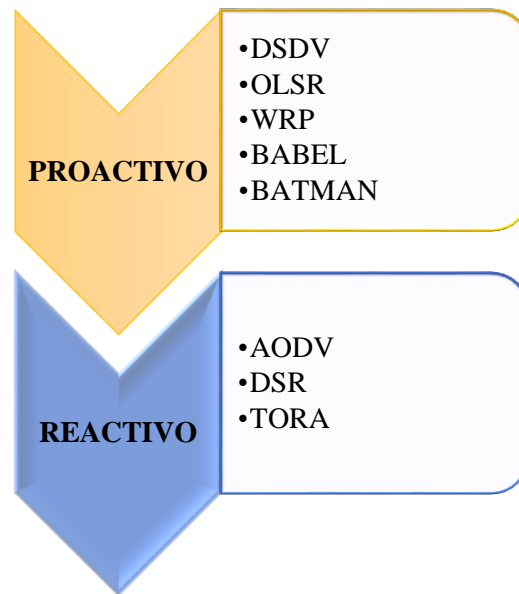 PROACTIVO
•DSDV
•OLSR
•WRP
•BABEL
•BATMAN
REACTIVO
•AODV
•DSR
•TORA